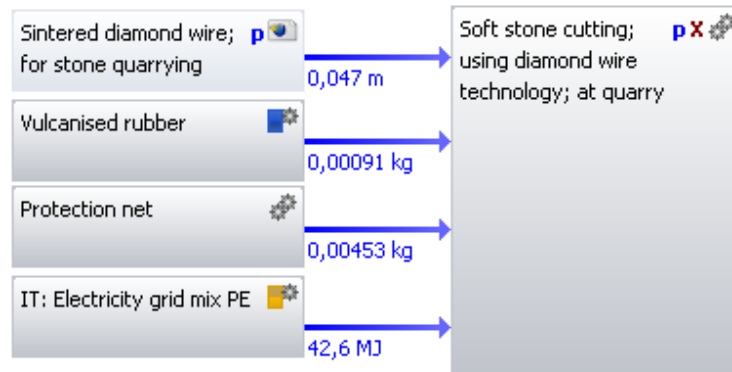 Sintered diamond wire; p
for stone quarrying
0,047 m
Vulcanised rubber
0,00091 kg
Protection net
0,00453 kg
IT: Electricity grid mix PE
42,6 MJ
Soft stone cutting; p X
using diamond wire
technology; at quarry